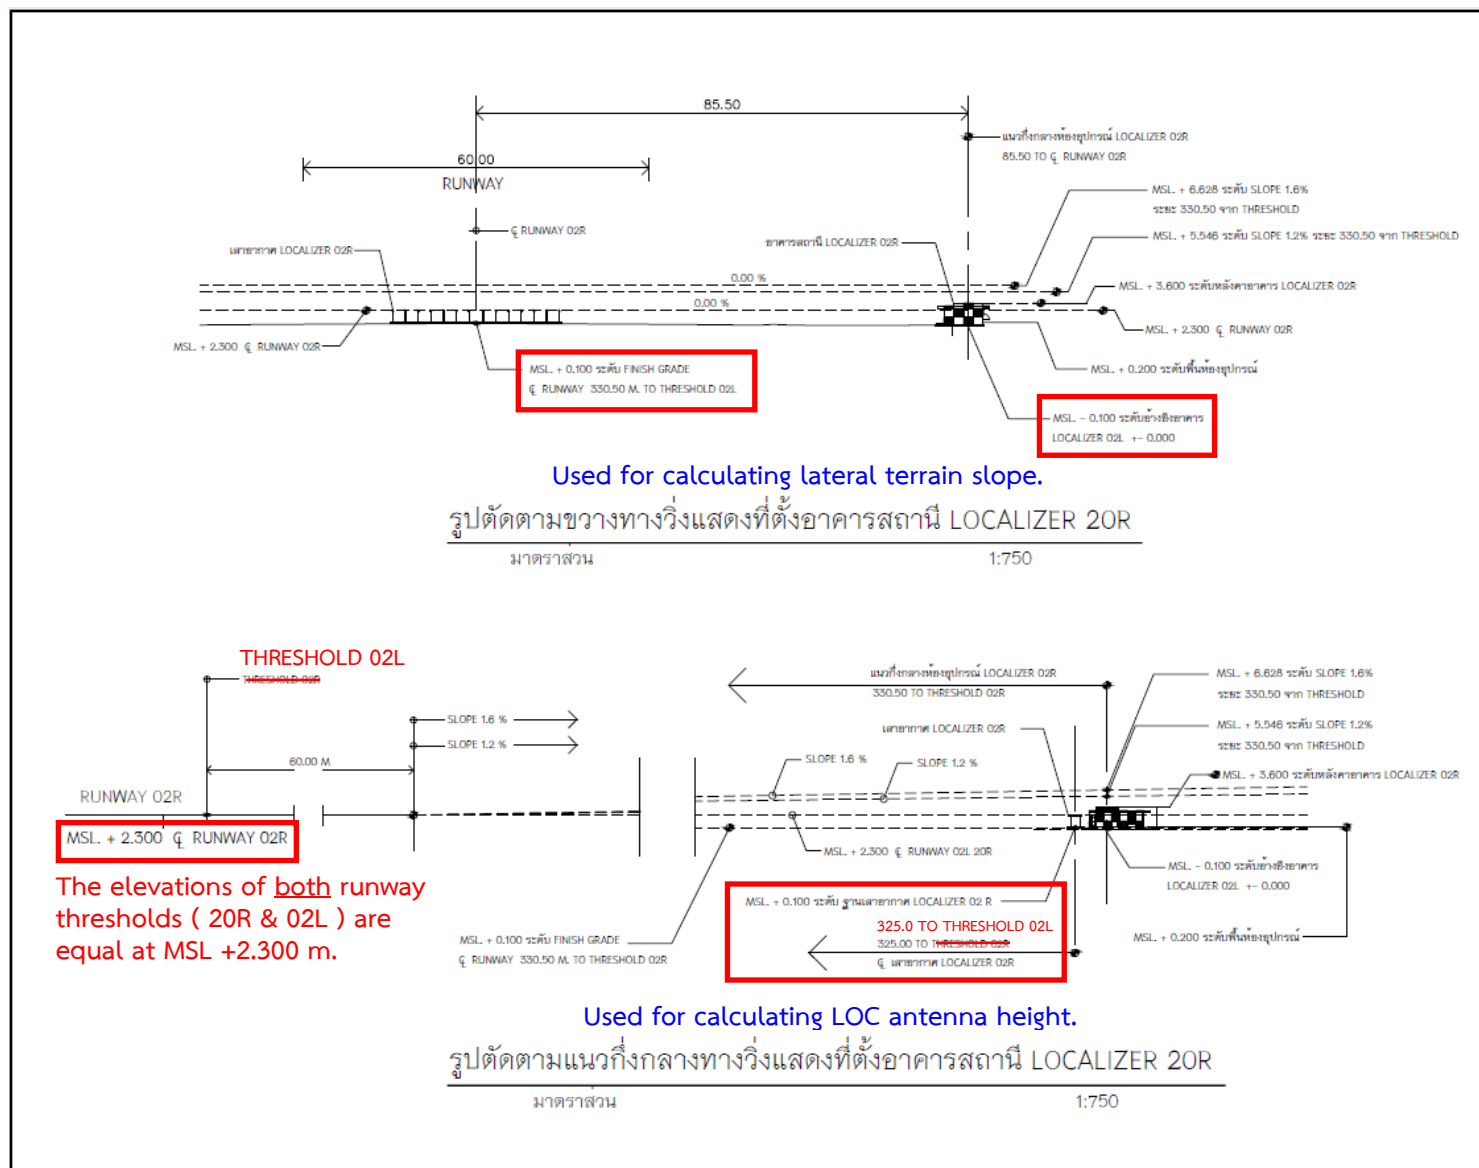 85.50
แนวกึ่งกลางห้องอุปกรณ์ LOCALIZER 02R
85.50 TO ℄ RUNWAY 02R
60.00
RUNWAY
MSL. + 6.628 ระดับ SLOPE 1.6%
ระยะ 330.50 จาก THRESHOLD
℄ RUNWAY 02R
MSL. + 5.546 ระดับ SLOPE 1.2% ระยะ 330.50 จาก THRESHOLD
เสาอากาศ LOCALIZER 02R
อาคารสถานี LOCALIZER 02R
0.00 %
MSL. + 3.600 ระดับหลังคาอาคาร LOCALIZER 02R
0.00 %
MSL. + 2.300 ℄ RUNWAY 02R
MSL. + 2.300 ℄ RUNWAY 02R
MSL. + 0.100 ระดับ FINISH GRADE
℄ RUNWAY 330.50 M. TO THRESHOLD 02L
MSL. + 0.200 ระดับพื้นห้องอุปกรณ์
MSL. - 0.100 ระดับอ้างอิงอาคาร
LOCALIZER 02L +- 0.000
Used for calculating lateral terrain slope.
รูปตัดตามขวางทางวิ่งแสดงที่ตั้งอาคารสถานี LOCALIZER 20R
มาตราส่วน 1:750
THRESHOLD 02L
THRESHOLD 02R
แนวกึ่งกลางห้องอุปกรณ์ LOCALIZER 02R
330.50 TO THRESHOLD 02R
MSL. + 6.628 ระดับ SLOPE 1.6%
ระยะ 330.50 จาก THRESHOLD
SLOPE 1.6 %
SLOPE 1.2 %
เสาอากาศ LOCALIZER 02R
MSL. + 5.546 ระดับ SLOPE 1.2%
ระยะ 330.50 จาก THRESHOLD
60.00 M
SLOPE 1.6 %
SLOPE 1.2 %
MSL. + 3.600 ระดับหลังคาอาคาร LOCALIZER 02R
RUNWAY 02R
MSL. + 2.300 ℄ RUNWAY 02R
MSL. + 2.300 ℄ RUNWAY 02L 20R
MSL. - 0.100 ระดับอ้างอิงอาคาร
LOCALIZER 02L +- 0.000
The elevations of both runway
thresholds ( 20R & 02L ) are
equal at MSL +2.300 m.
MSL. + 0.100 ระดับ ฐานเสาอากาศ LOCALIZER 02 R
325.0 TO THRESHOLD 02L
325.00 TO THRESHOLD 02R
℄ เสาอากาศ LOCALIZER 02R
MSL. + 0.100 ระดับ FINISH GRADE
℄ RUNWAY 330.50 M. TO THRESHOLD 02R
MSL. + 0.200 ระดับพื้นห้องอุปกรณ์
Used for calculating LOC antenna height.
รูปตัดตามแนวกึ่งกลางทางวิ่งแสดงที่ตั้งอาคารสถานี LOCALIZER 20R
มาตราส่วน 1:750